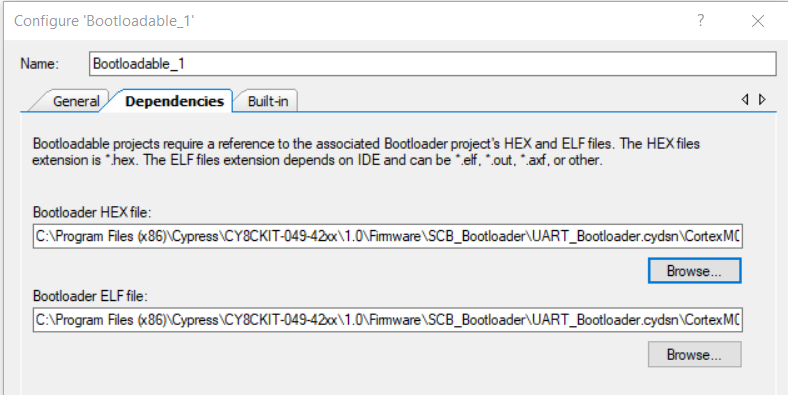 Configure 'Bootloadable_1'
Name: Bootloadable_1
General Dependencies Built-in
Bootloadable projects require a reference to the associated Bootloader project's HEX and ELF files. The HEX files
extension is *.hex. The ELF files extension depends on IDE and can be *.elf, *.out, *.axf, or other.
Bootloader HEX file:
C:\Program Files (x86)\Cypress\CY8CKIT-049-42xx\1.0\Firmware\SCB_Bootloader\UART_Bootloader.cydsn\CortexM0
Browse...
Bootloader ELF file:
C:\Program Files (x86)\Cypress\CY8CKIT-049-42xx\1.0\Firmware\SCB_Bootloader\UART_Bootloader.cydsn\CortexM0
Browse...